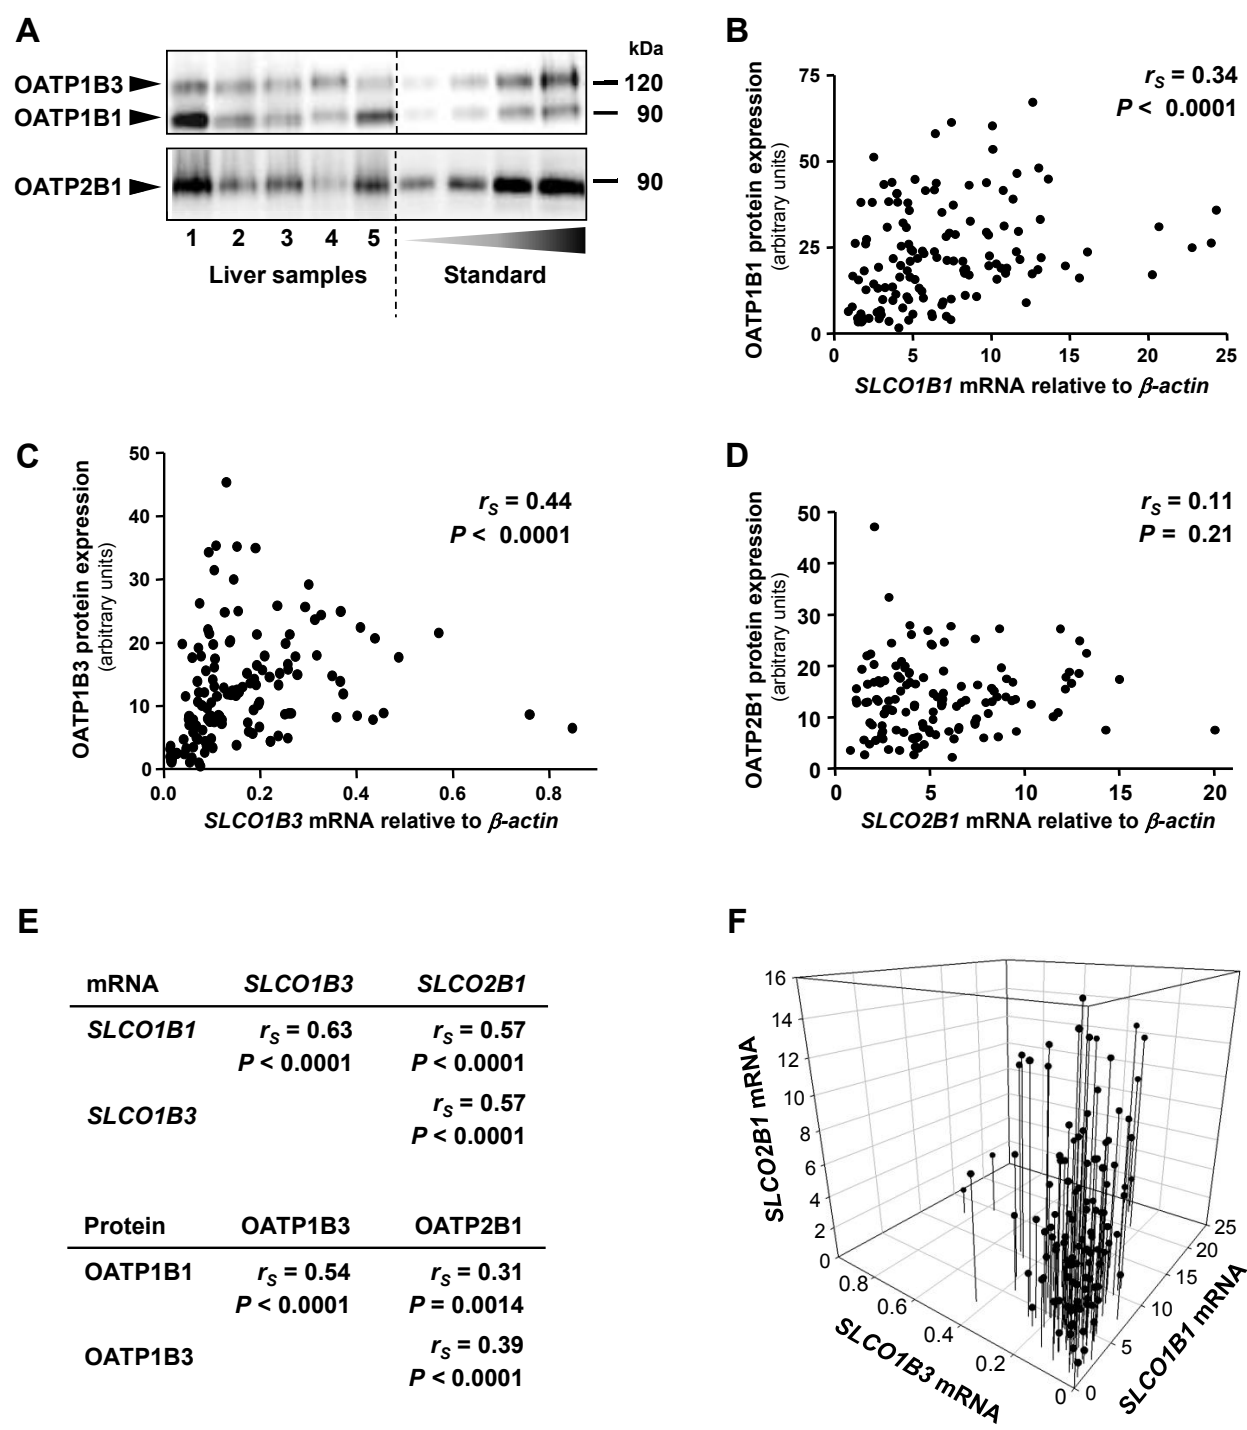 A
kDa
OATP1B3
120
OATP1B1
90
OATP2B1
90
1 2 3 4 5
Liver samples
Standard
B
OATP1B1 protein expression
(arbitrary units)
75
50
25
0
rS = 0.34
P < 0.0001
0 5 10 15 20 25
SLCO1B1 mRNA relative to β-actin
C
OATP1B3 protein expression
(arbitrary units)
50
40
30
20
10
0
rS = 0.44
P < 0.0001
0.0 0.2 0.4 0.6 0.8
SLCO1B3 mRNA relative to β-actin
D
OATP2B1 protein expression
(arbitrary units)
50
40
30
20
10
0
rS = 0.11
P = 0.21
0 5 10 15 20
SLCO2B1 mRNA relative to β-actin
E
mRNA SLCO1B3 SLCO2B1
SLCO1B1 rS = 0.63 rS = 0.57
P < 0.0001 P < 0.0001
SLCO1B3 rS = 0.57
P < 0.0001
Protein OATP1B3 OATP2B1
OATP1B1 rS = 0.54 rS = 0.31
P < 0.0001 P = 0.0014
OATP1B3 rS = 0.39
P < 0.0001
F
SLCO2B1 mRNA
16
14
12
10
8
6
4
2
0
0.8
0.6
0.4
0.2
0
SLCO1B3 mRNA
0
5
10
15
20
25
SLCO1B1 mRNA